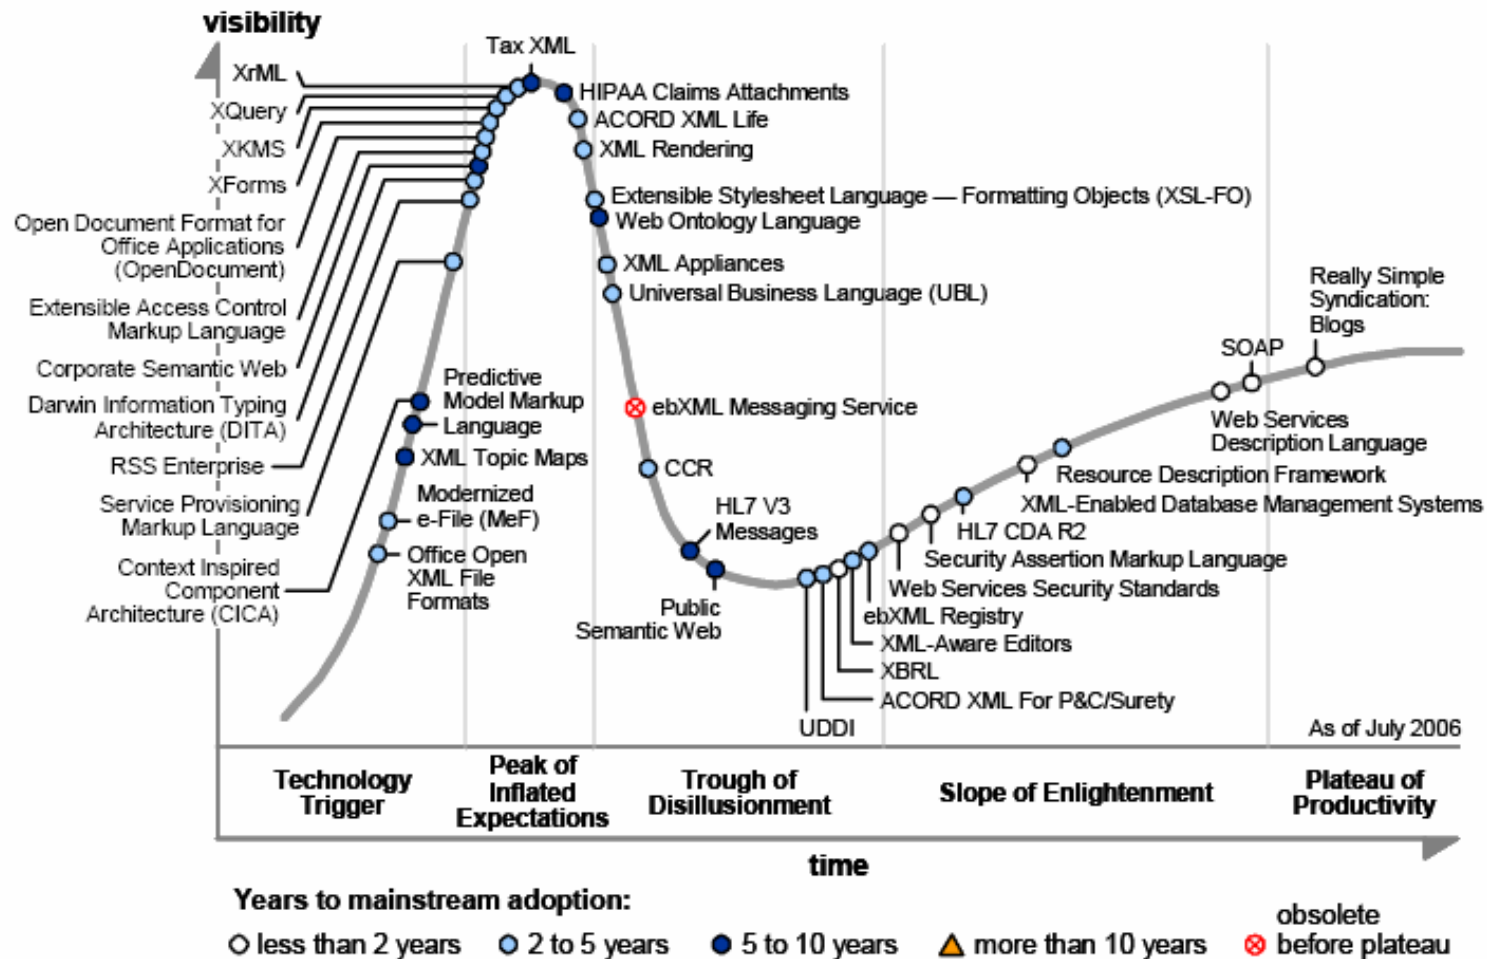 visibility
Tax XML
XrML
XQuery
XKMS
XForms
Open Document Format for
Office Applications
(OpenDocument)
Extensible Access Control
Markup Language
Corporate Semantic Web
Darwin Information Typing
Architecture (DITA)
RSS Enterprise
Service Provisioning
Markup Language
Context Inspired
Component
Architecture (CICA)
Predictive
Model Markup
Language
XML Topic Maps
Modernized
e-File (MeF)
Office Open
XML File
Formats
HIPAA Claims Attachments
ACORD XML Life
XML Rendering
Extensible Stylesheet Language — Formatting Objects (XSL-FO)
Web Ontology Language
XML Appliances
Universal Business Language (UBL)
ebXML Messaging Service
CCR
HL7 V3
Messages
Public
Semantic Web
UDDI
ACORD XML For P&C/Surety
XBRL
XML-Aware Editors
ebXML Registry
Web Services Security Standards
Security Assertion Markup Language
HL7 CDA R2
XML-Enabled Database Management Systems
Resource Description Framework
Web Services
Description Language
SOAP
Really Simple
Syndication:
Blogs
As of July 2006
Technology
Trigger
Peak of
Inflated
Expectations
Trough of
Disillusionment
Slope of Enlightenment
Plateau of
Productivity
time
Years to mainstream adoption:
less than 2 years
2 to 5 years
5 to 10 years
more than 10 years
obsolete
before plateau